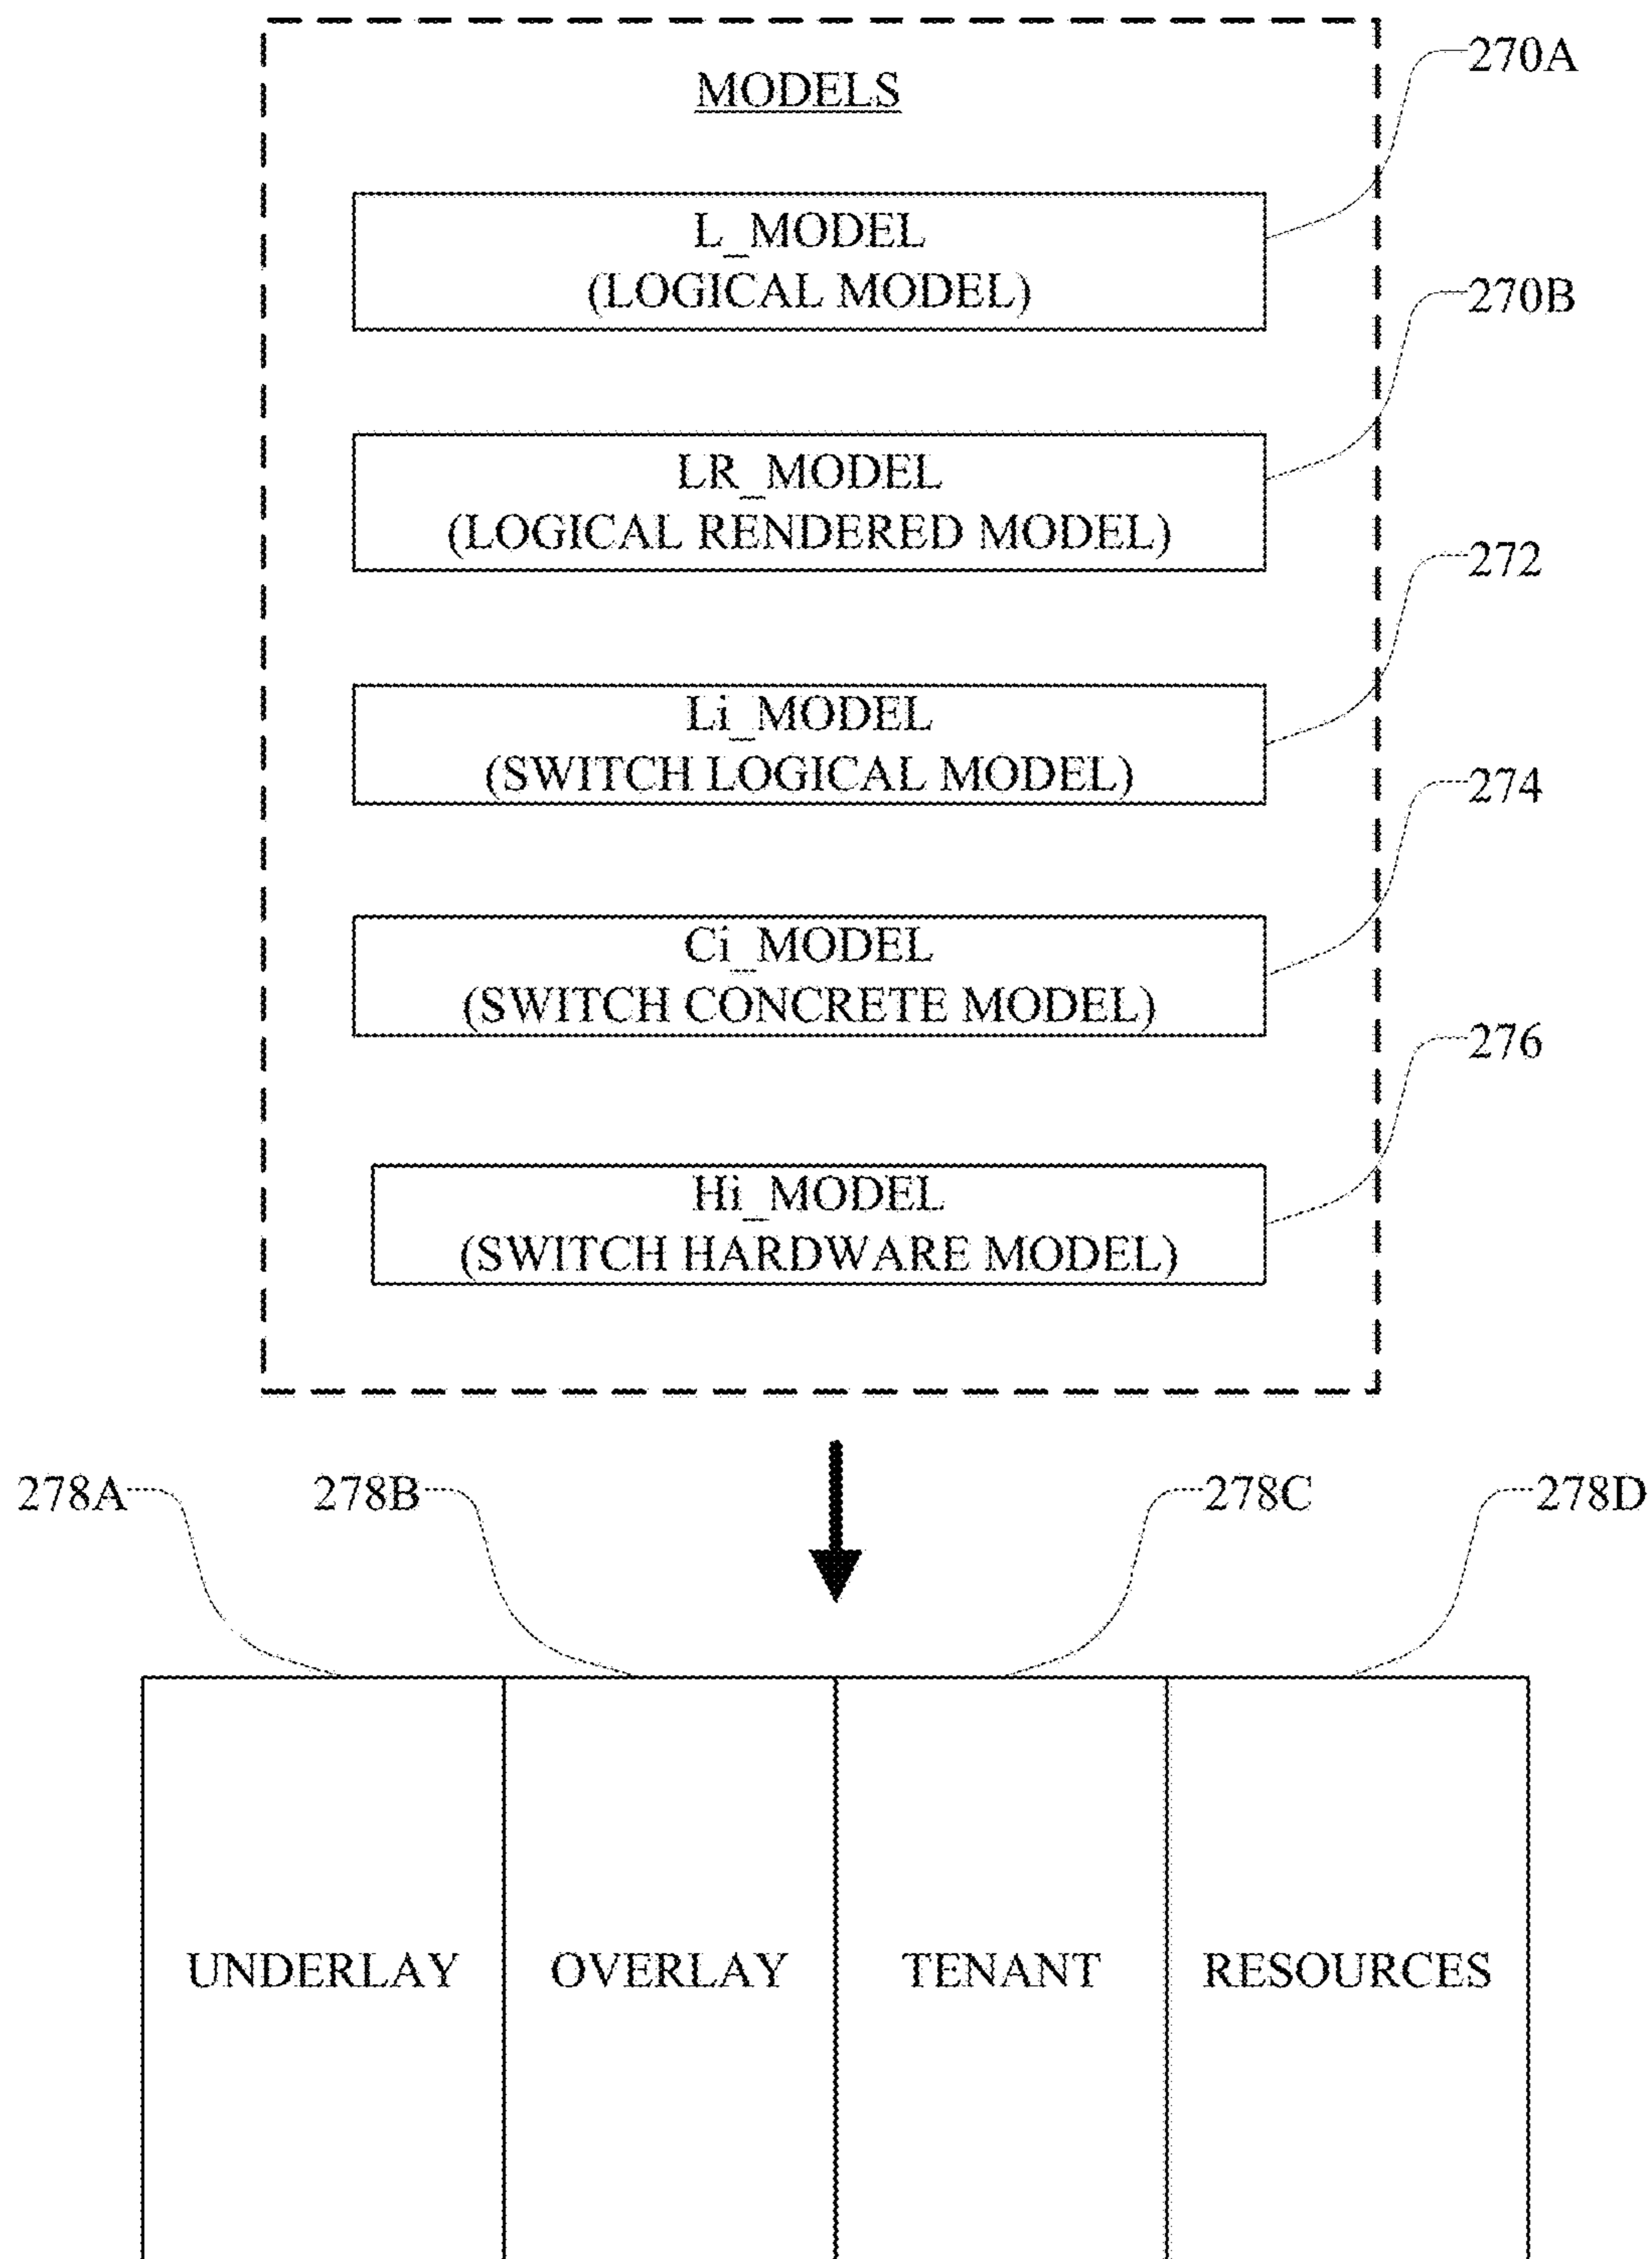 MODELS
270A
L_MODEL
(LOGICAL MODEL)
270B
LR_MODEL
(LOGICAL RENDERED MODEL)
272
Li_MODEL
(SWITCH LOGICAL MODEL)
274
Ci_MODEL
(SWITCH CONCRETE MODEL)
276
Hi_MODEL
(SWITCH HARDWARE MODEL)
278A 278B 278C 278D
UNDERLAY OVERLAY TENANT RESOURCES